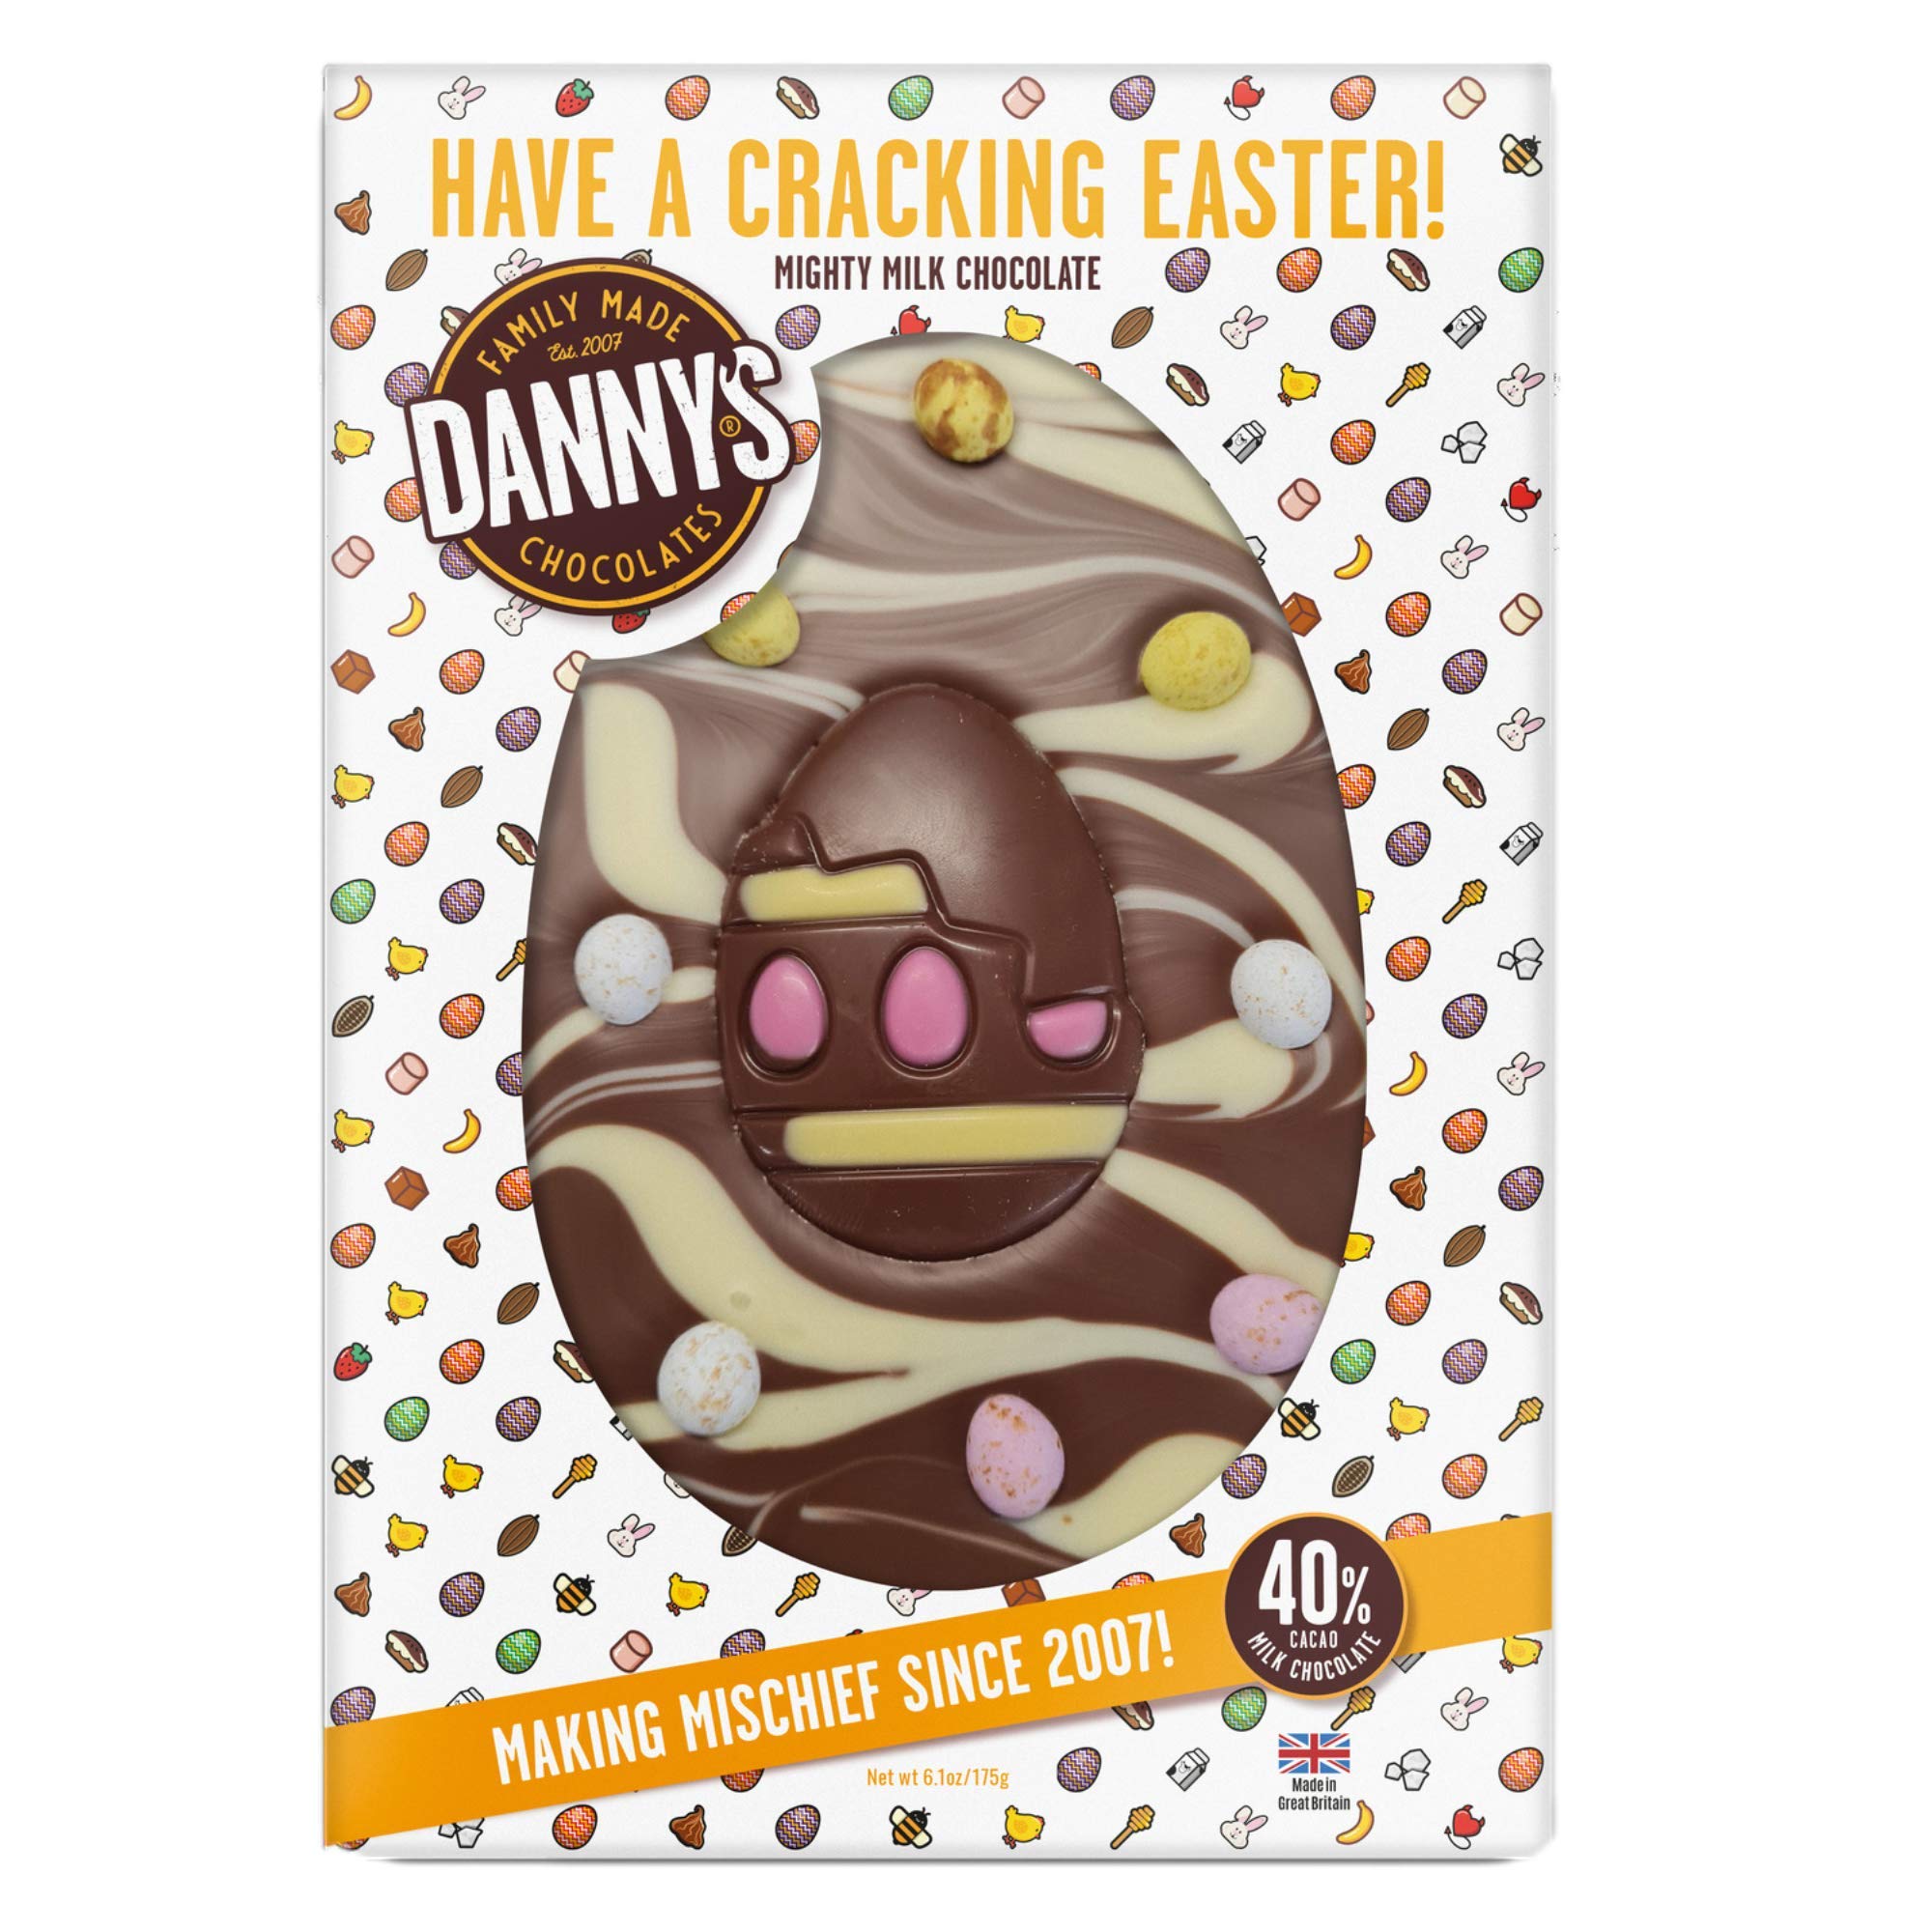 HAVE A CRACKING EASTER!
MIGHTY MILK CHOCOLATE
FAMILY MADE
Est. 2007
DANNY'S®
CHOCOLATES
40%
CACAO
MILK CHOCOLATE
MAKING MISCHIEF SINCE 2007!
Net wt 6.1oz/175g
Made in
Great Britain